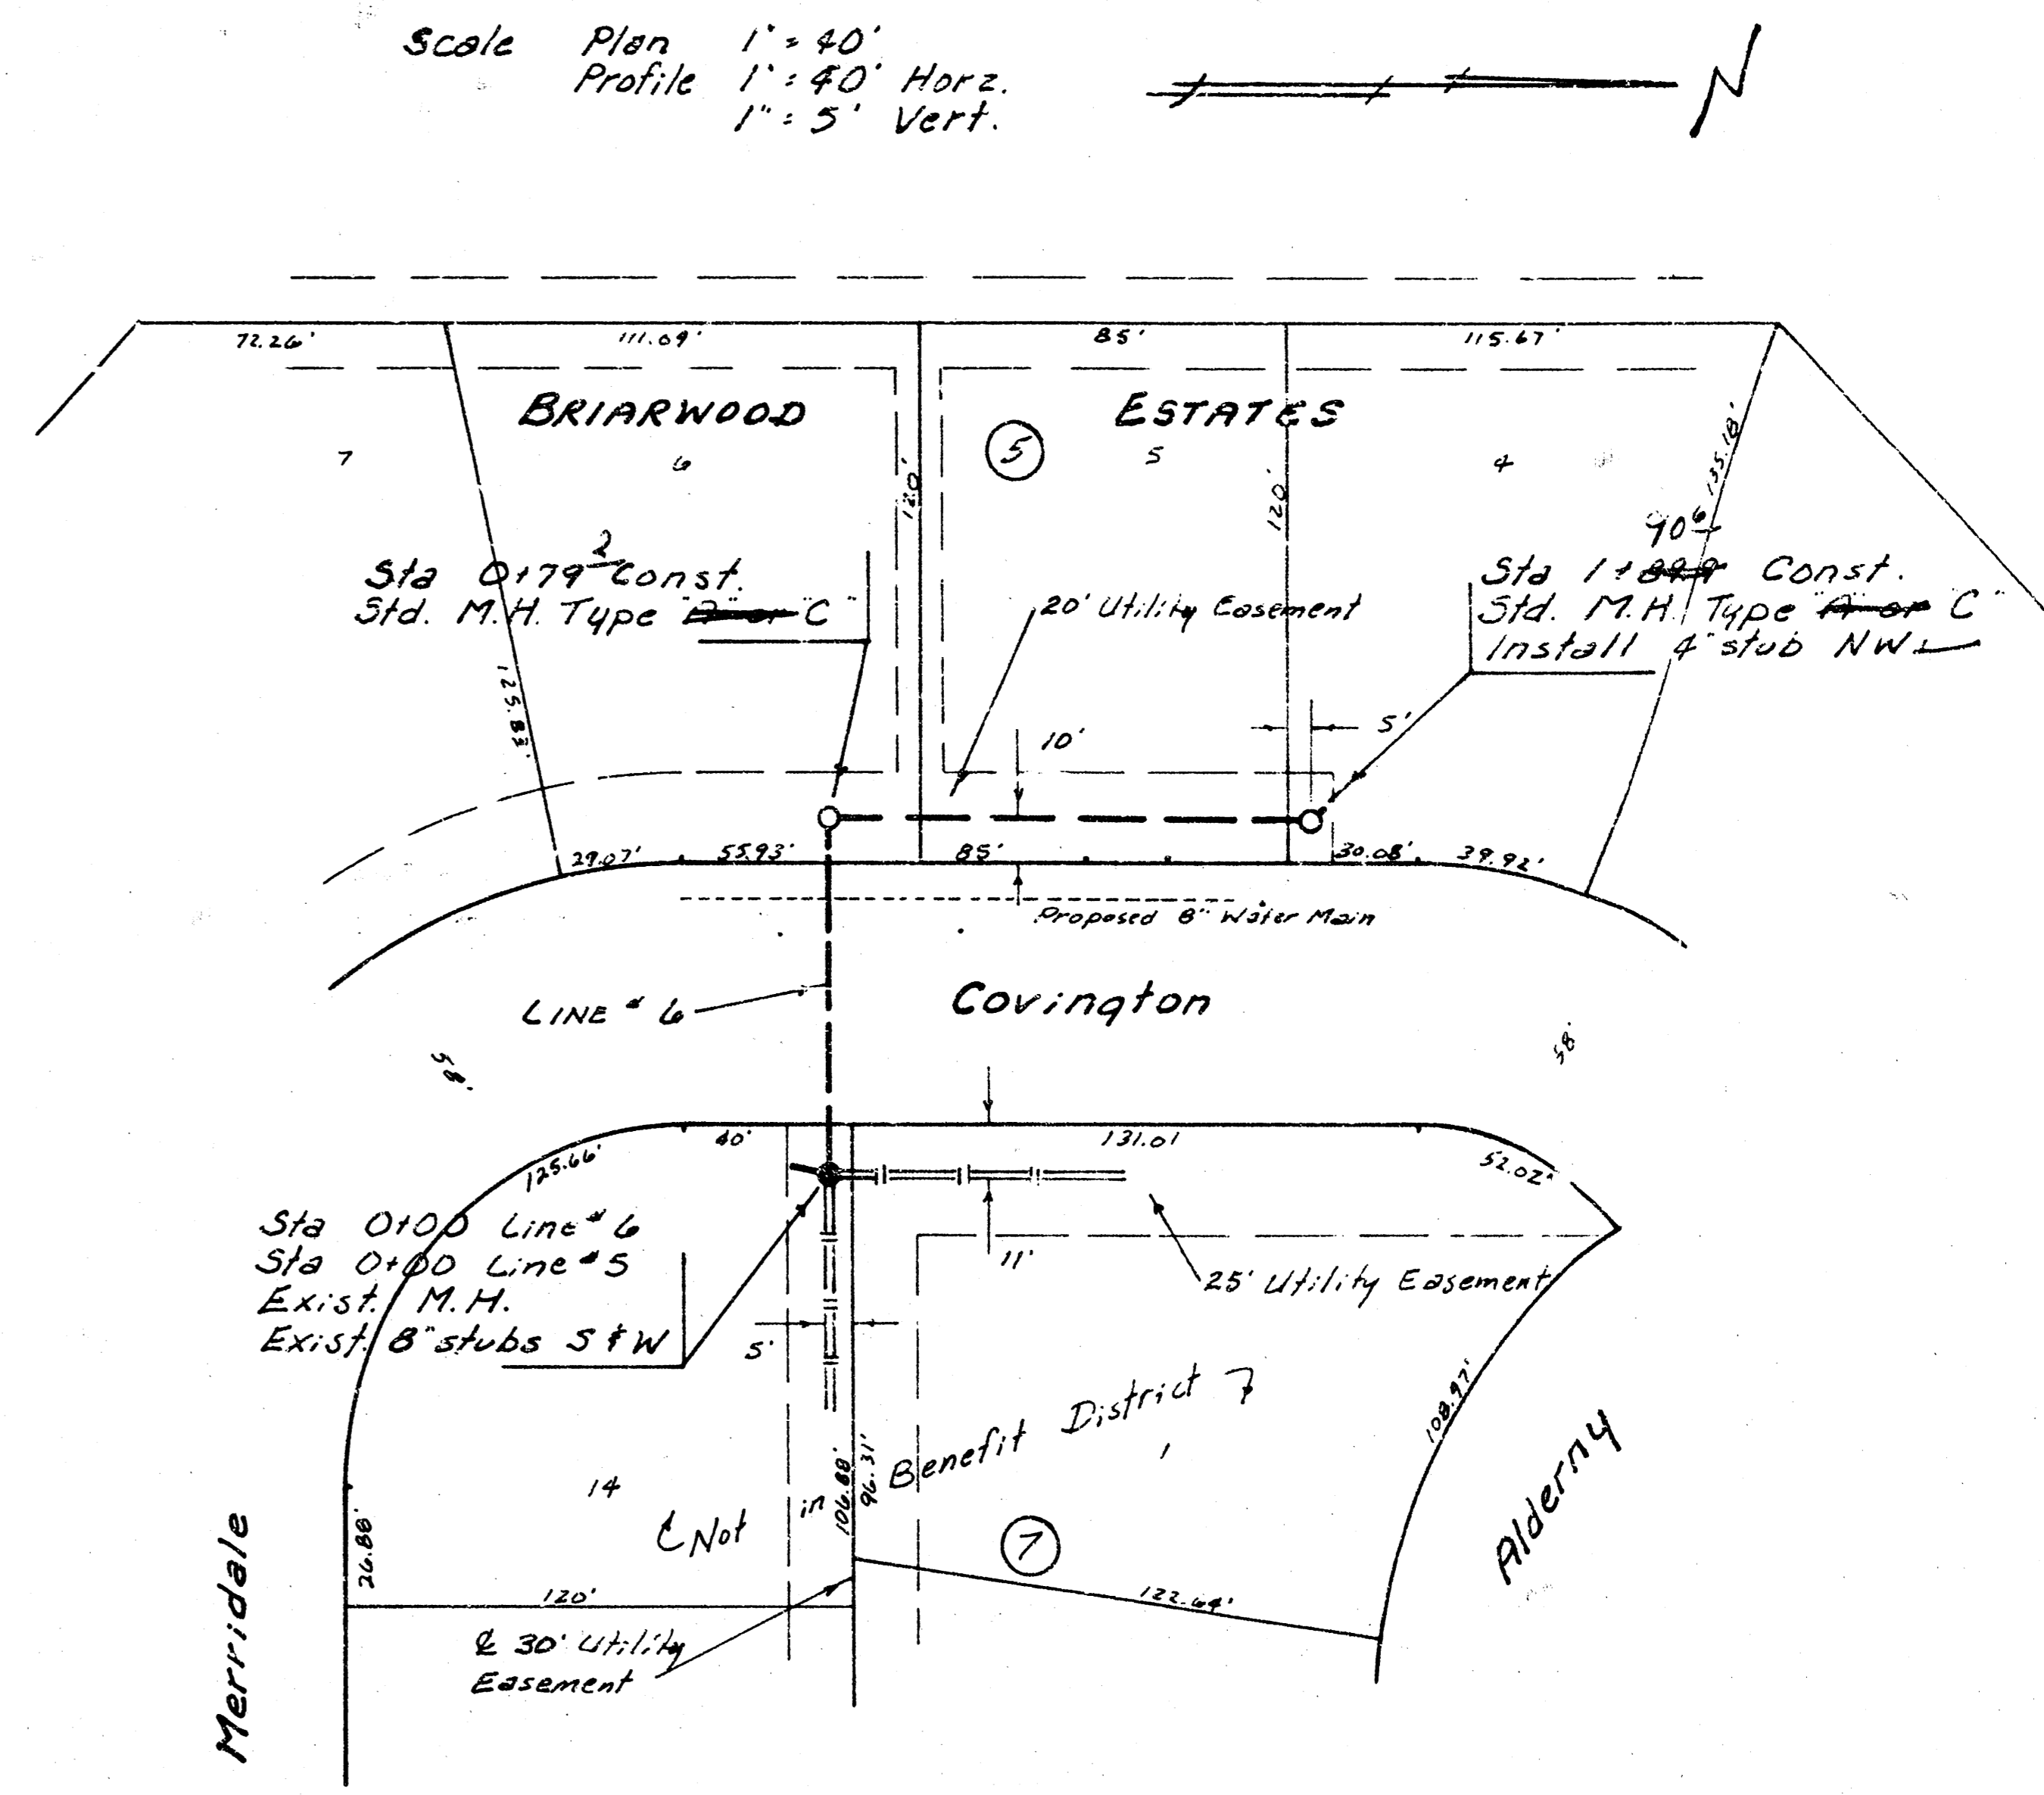 Scale Plan 1" = 40'
Profile 1" = 40' Horz.
1" = 5' Vert.
N
72.26'
111.09'
85'
115.67'
BRIARWOOD ESTATES
7
6
5
5
4
120'
120'
135.18'
125.83'
Sta 0+79 2 Const.
Std. M.H. Type "A" or "C"
20' Utility Easement
90 6
Sta 1+ Const.
Std. M.H. Type "A" or "C"
Install 4" stub NW
10'
5'
29.07'
55.93'
85'
30.08'
39.92'
Proposed 8" Water Main
LINE # 6
Covington
58'
58'
40'
131.01
125.66'
52.02'
Sta 0+00 Line # 6
Sta 0+00 Line # 5
Exist. M.H.
Exist. 8" stubs S & W
11'
25' Utility Easement
5'
Not in Benefit District 7
1
14
106.88'
96.31'
108.97'
7
Alderny
Merridale
26.88'
120'
122.64'
℄ 30' Utility
Easement